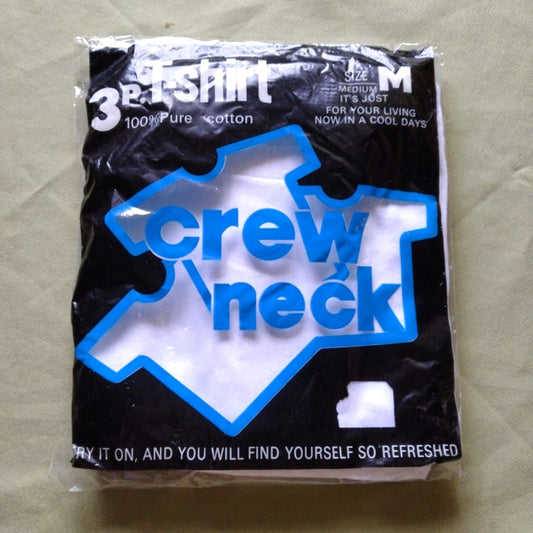 3P. T-shirt
100% Pure cotton
SIZE M
MEDIUM
IT'S JUST
FOR YOUR LIVING
NOW IN A COOL DAYS
crew
neck
RY IT ON, AND YOU WILL FIND YOURSELF SO REFRESHED